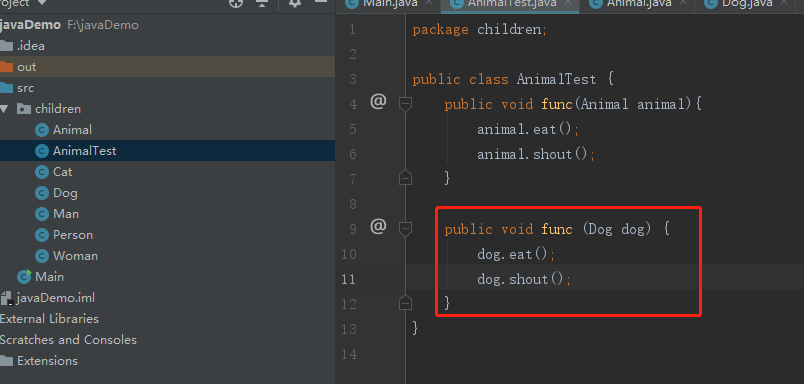 roject
Main.java AnimalTest.java Animal.java Dog.java
javaDemo F:\javaDemo
.idea
out
src
children
Animal
AnimalTest
Cat
Dog
Man
Person
Woman
Main
javaDemo.iml
External Libraries
Scratches and Consoles
Extensions
1 package children;
2
3 public class AnimalTest {
4 @ public void func(Animal animal){
5 animal.eat();
6 animal.shout();
7 }
8
9 @ public void func (Dog dog) {
10 dog.eat();
11 dog.shout();
12 }
13 }
14